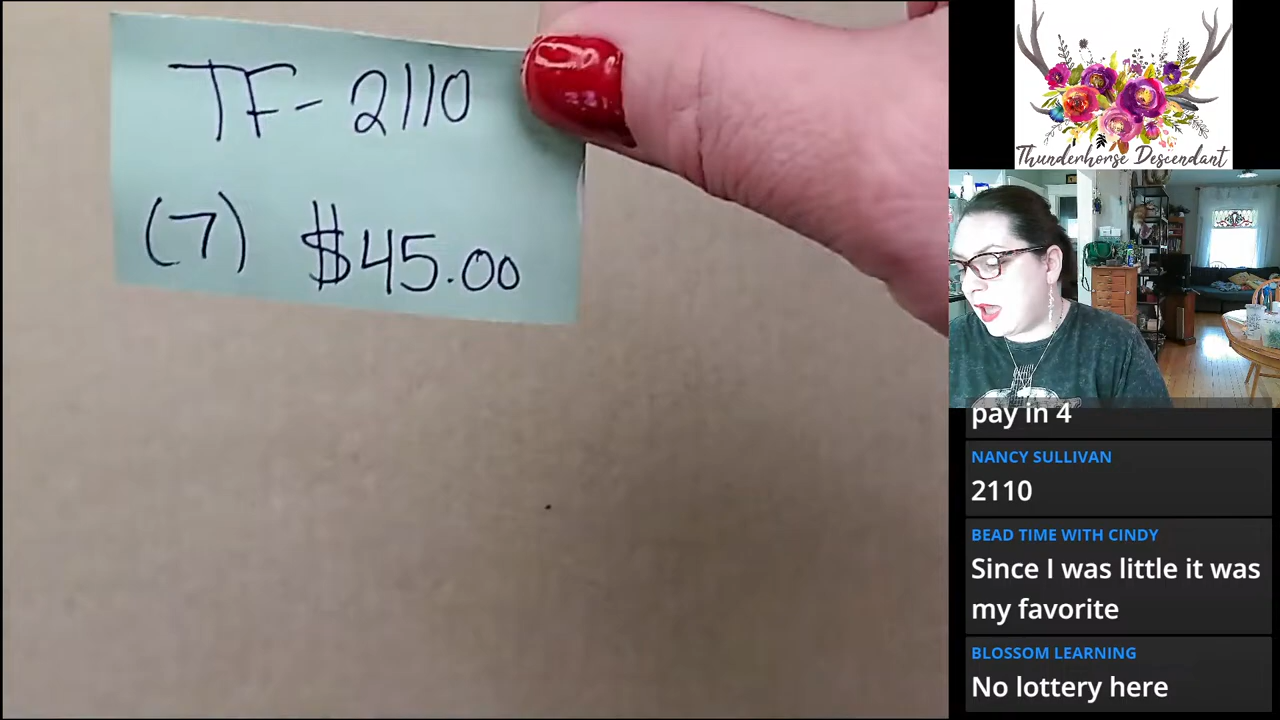 TF-2110
(7) $45.00
Thunderhorse Descendant
pay in 4
NANCY SULLIVAN
2110
BEAD TIME WITH CINDY
Since I was little it was
my favorite
BLOSSOM LEARNING
No lottery here